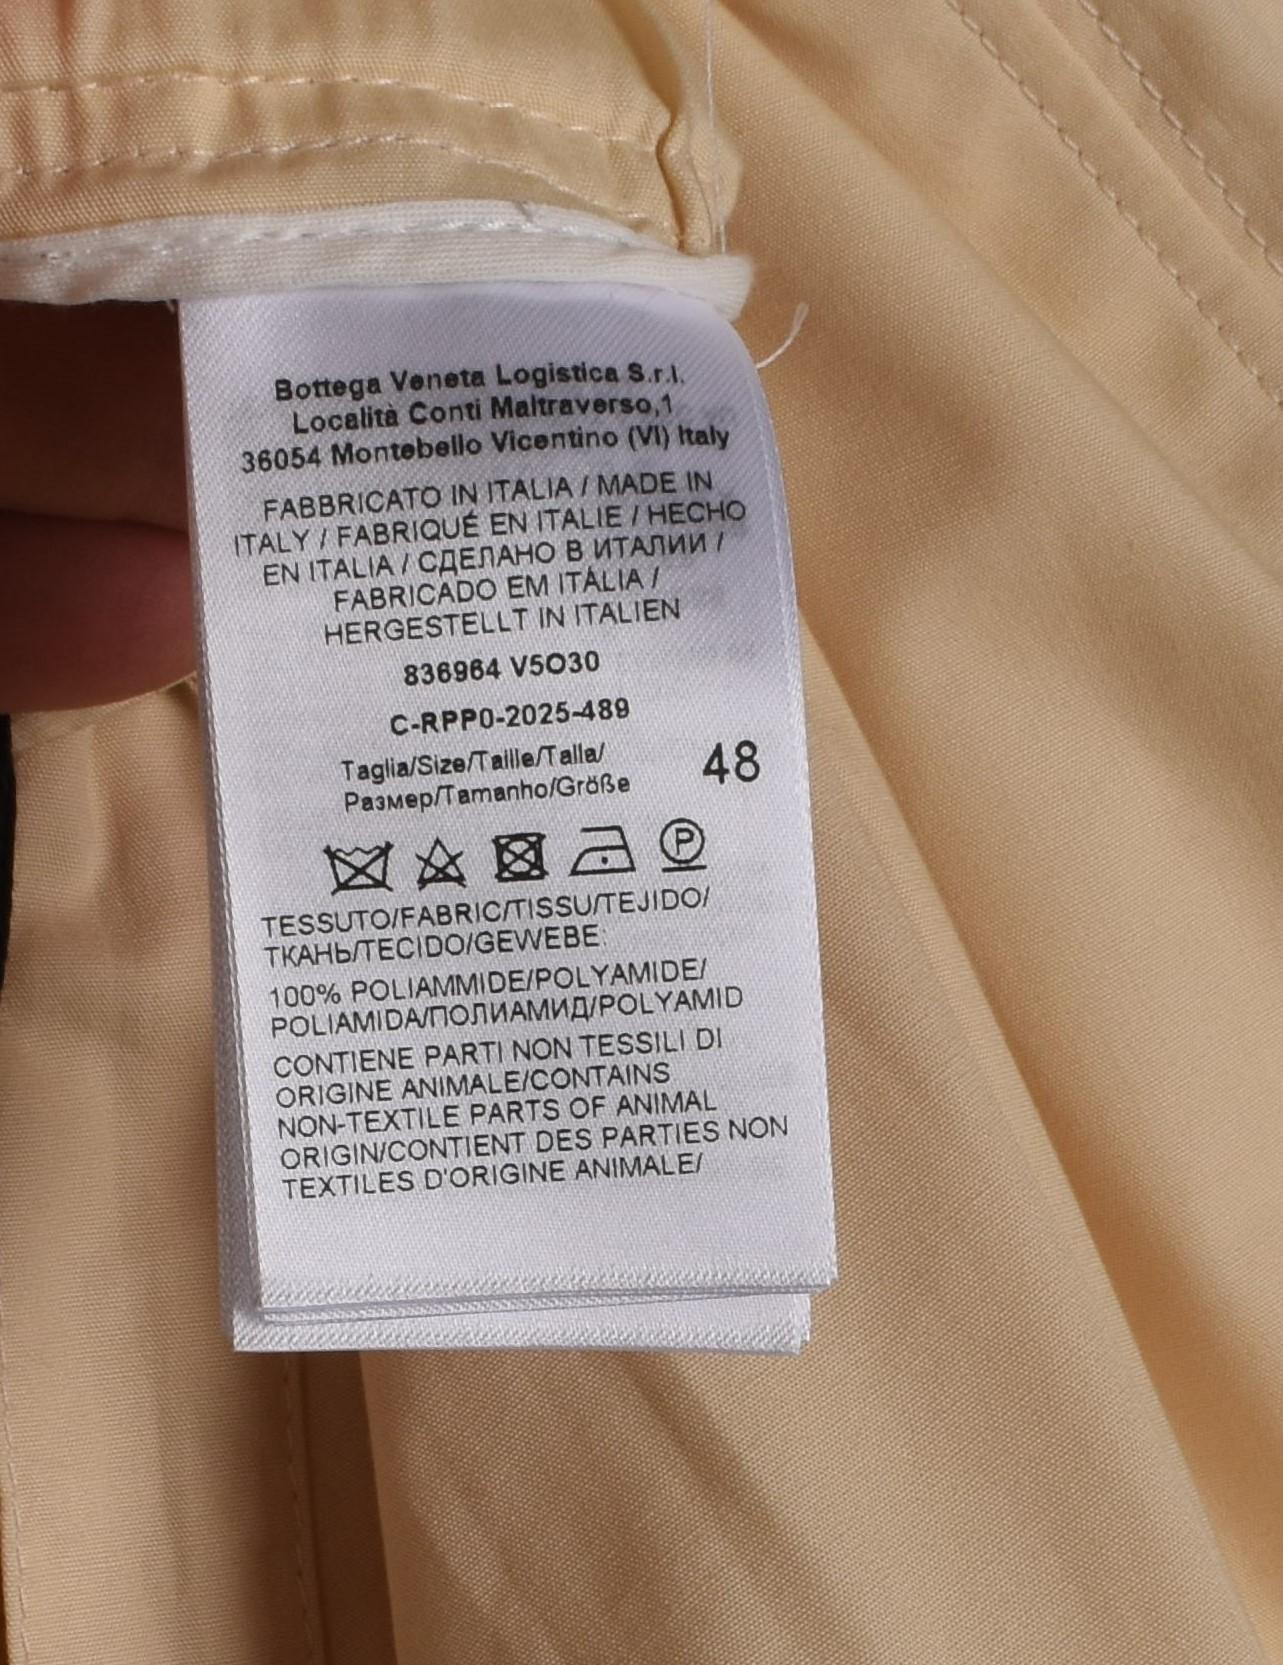 Bottega Veneta Logistica S.r.l.
Località Conti Maltraverso,1
36054 Montebello Vicentino (VI) Italy
FABBRICATO IN ITALIA / MADE IN
ITALY / FABRIQUÉ EN ITALIE / HECHO
EN ITALIA / СДЕЛАНО В ИТАЛИИ /
FABRICADO EM ITÁLIA /
HERGESTELLT IN ITALIEN
836964 V5O30
C-RPP0-2025-489
Taglia/Size/Taille/Talla/
Размер/Tamanho/Größe
48
P
TESSUTO/FABRIC/TISSU/TEJIDO/
ТКАНЬ/TECIDO/GEWEBE:
100% POLIAMMIDE/POLYAMIDE/
POLIAMIDA/ПОЛИАМИД/POLYAMID
CONTIENE PARTI NON TESSILI DI
ORIGINE ANIMALE/CONTAINS
NON-TEXTILE PARTS OF ANIMAL
ORIGIN/CONTIENT DES PARTIES NON
TEXTILES D'ORIGINE ANIMALE/